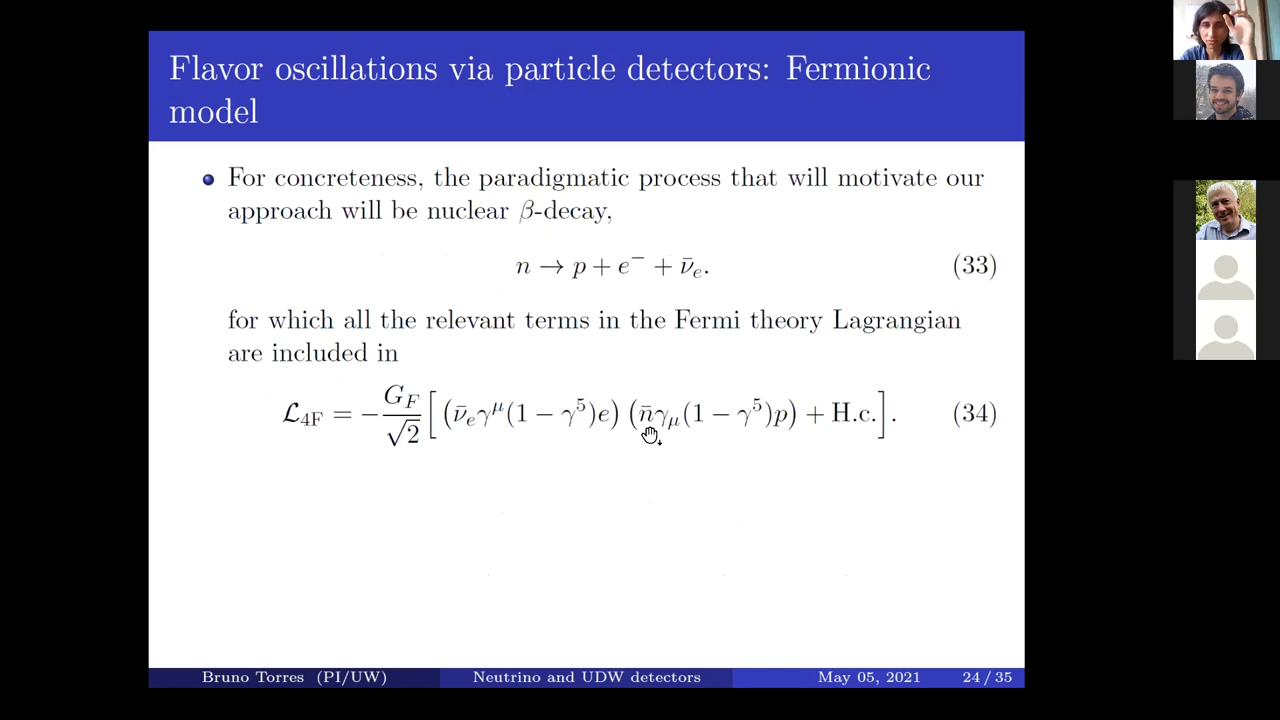 Flavor oscillations via particle detectors: Fermionic
model
For concreteness, the paradigmatic process that will motivate our
approach will be nuclear β-decay,
n → p + e⁻ + ν̄ₑ. (33)
for which all the relevant terms in the Fermi theory Lagrangian
are included in
ℒ₄F = −G_F/√2 [(ν̄ₑγ^μ(1 − γ⁵)e) (n̄γ_μ(1 − γ⁵)p) + H.c.]. (34)
Bruno Torres (PI/UW) Neutrino and UDW detectors May 05, 2021 24 / 35